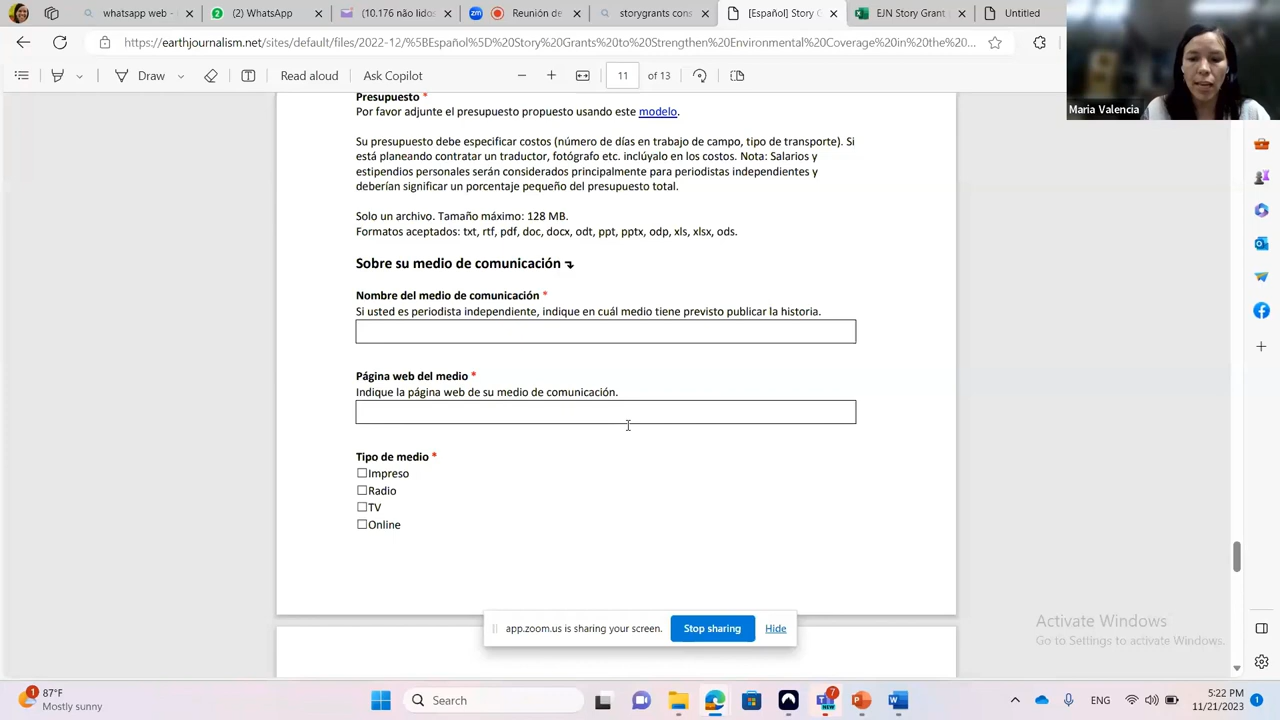 whatsapp web -
(2) WhatsApp
(10.176 não lidos
Reunión de
storygrants cons
[Español] Story G
EJN Story Grant
Untitled
https://earthjournalism.net/sites/default/files/2022-12/%5BEspañol%5D%20Story%20Grants%20to%20Strengthen%20Environmental%20Coverage%20in%20the%20...
Draw
Read aloud
Ask Copilot
11 of 13
Maria Valencia
Presupuesto *
Por favor adjunte el presupuesto propuesto usando este modelo.
Su presupuesto debe especificar costos (número de días en trabajo de campo, tipo de transporte). Si
está planeando contratar un traductor, fotógrafo etc. inclúyalo en los costos. Nota: Salarios y
estipendios personales serán considerados principalmente para periodistas independientes y
deberían significar un porcentaje pequeño del presupuesto total.
Solo un archivo. Tamaño máximo: 128 MB.
Formatos aceptados: txt, rtf, pdf, doc, docx, odt, ppt, pptx, odp, xls, xlsx, ods.
Sobre su medio de comunicación
Nombre del medio de comunicación *
Si usted es periodista independiente, indique en cuál medio tiene previsto publicar la historia.
Página web del medio *
Indique la página web de su medio de comunicación.
Tipo de medio *
Impreso
Radio
TV
Online
app.zoom.us is sharing your screen.
Stop sharing
Hide
Activate Windows
Go to Settings to activate Windows.
87°F
Mostly sunny
Search
ENG
5:22 PM
11/21/2023